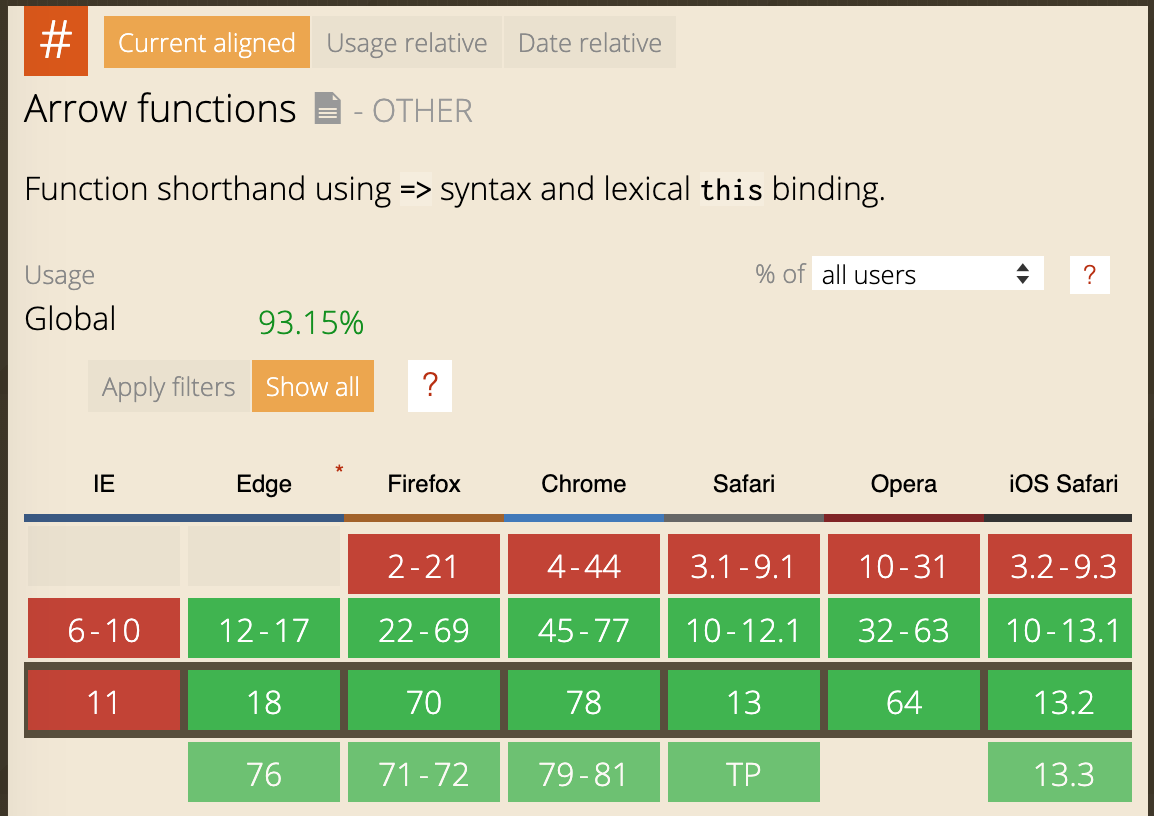 # Current aligned Usage relative Date relative
Arrow functions - OTHER
Function shorthand using => syntax and lexical this binding.
Usage % of all users ?
Global 93.15%
Apply filters Show all ?
IE Edge * Firefox Chrome Safari Opera iOS Safari
2-21 4-44 3.1-9.1 10-31 3.2-9.3
6-10 12-17 22-69 45-77 10-12.1 32-63 10-13.1
11 18 70 78 13 64 13.2
76 71-72 79-81 TP 13.3